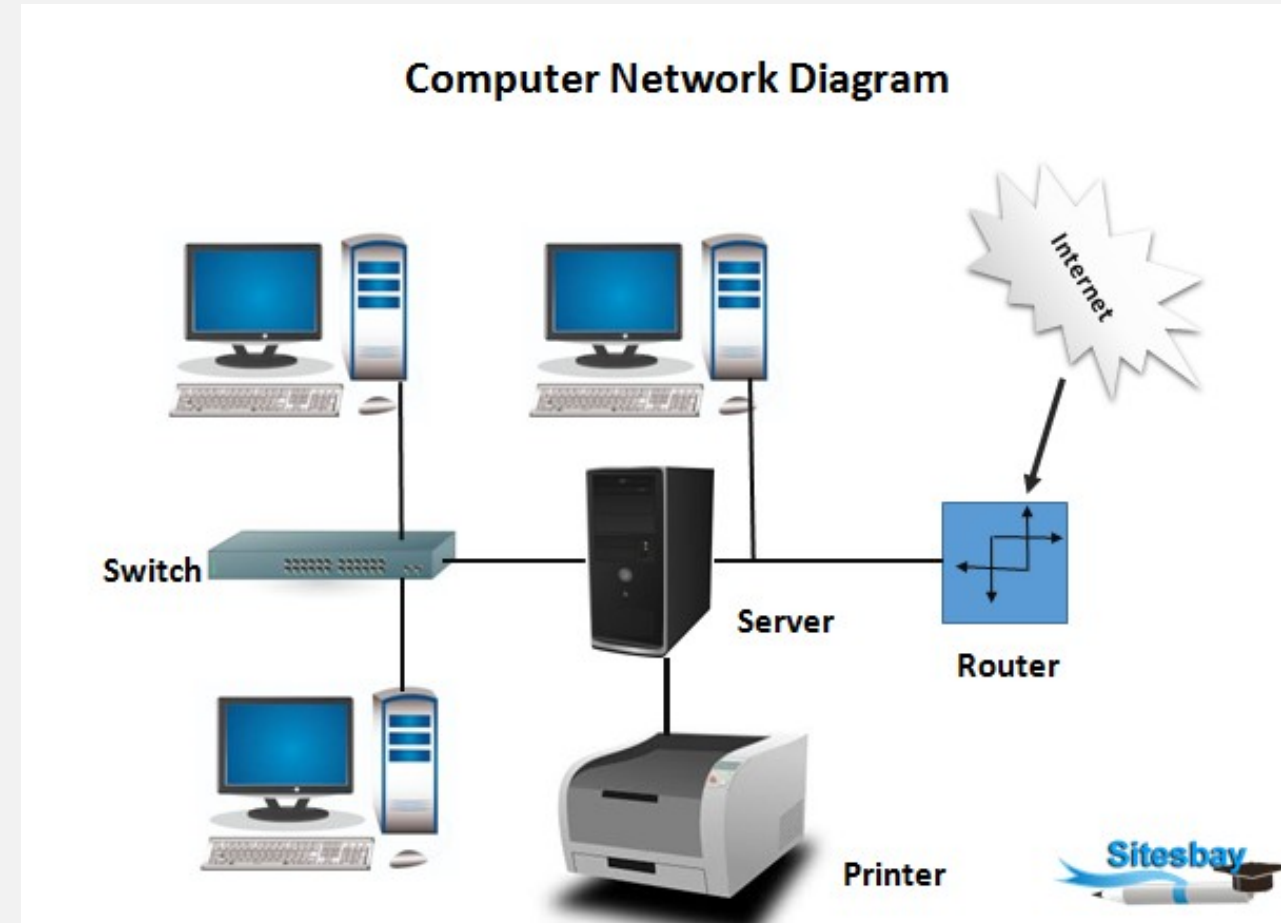 Computer Network Diagram
Internet
Switch
Server
Router
Printer
Sitesbay